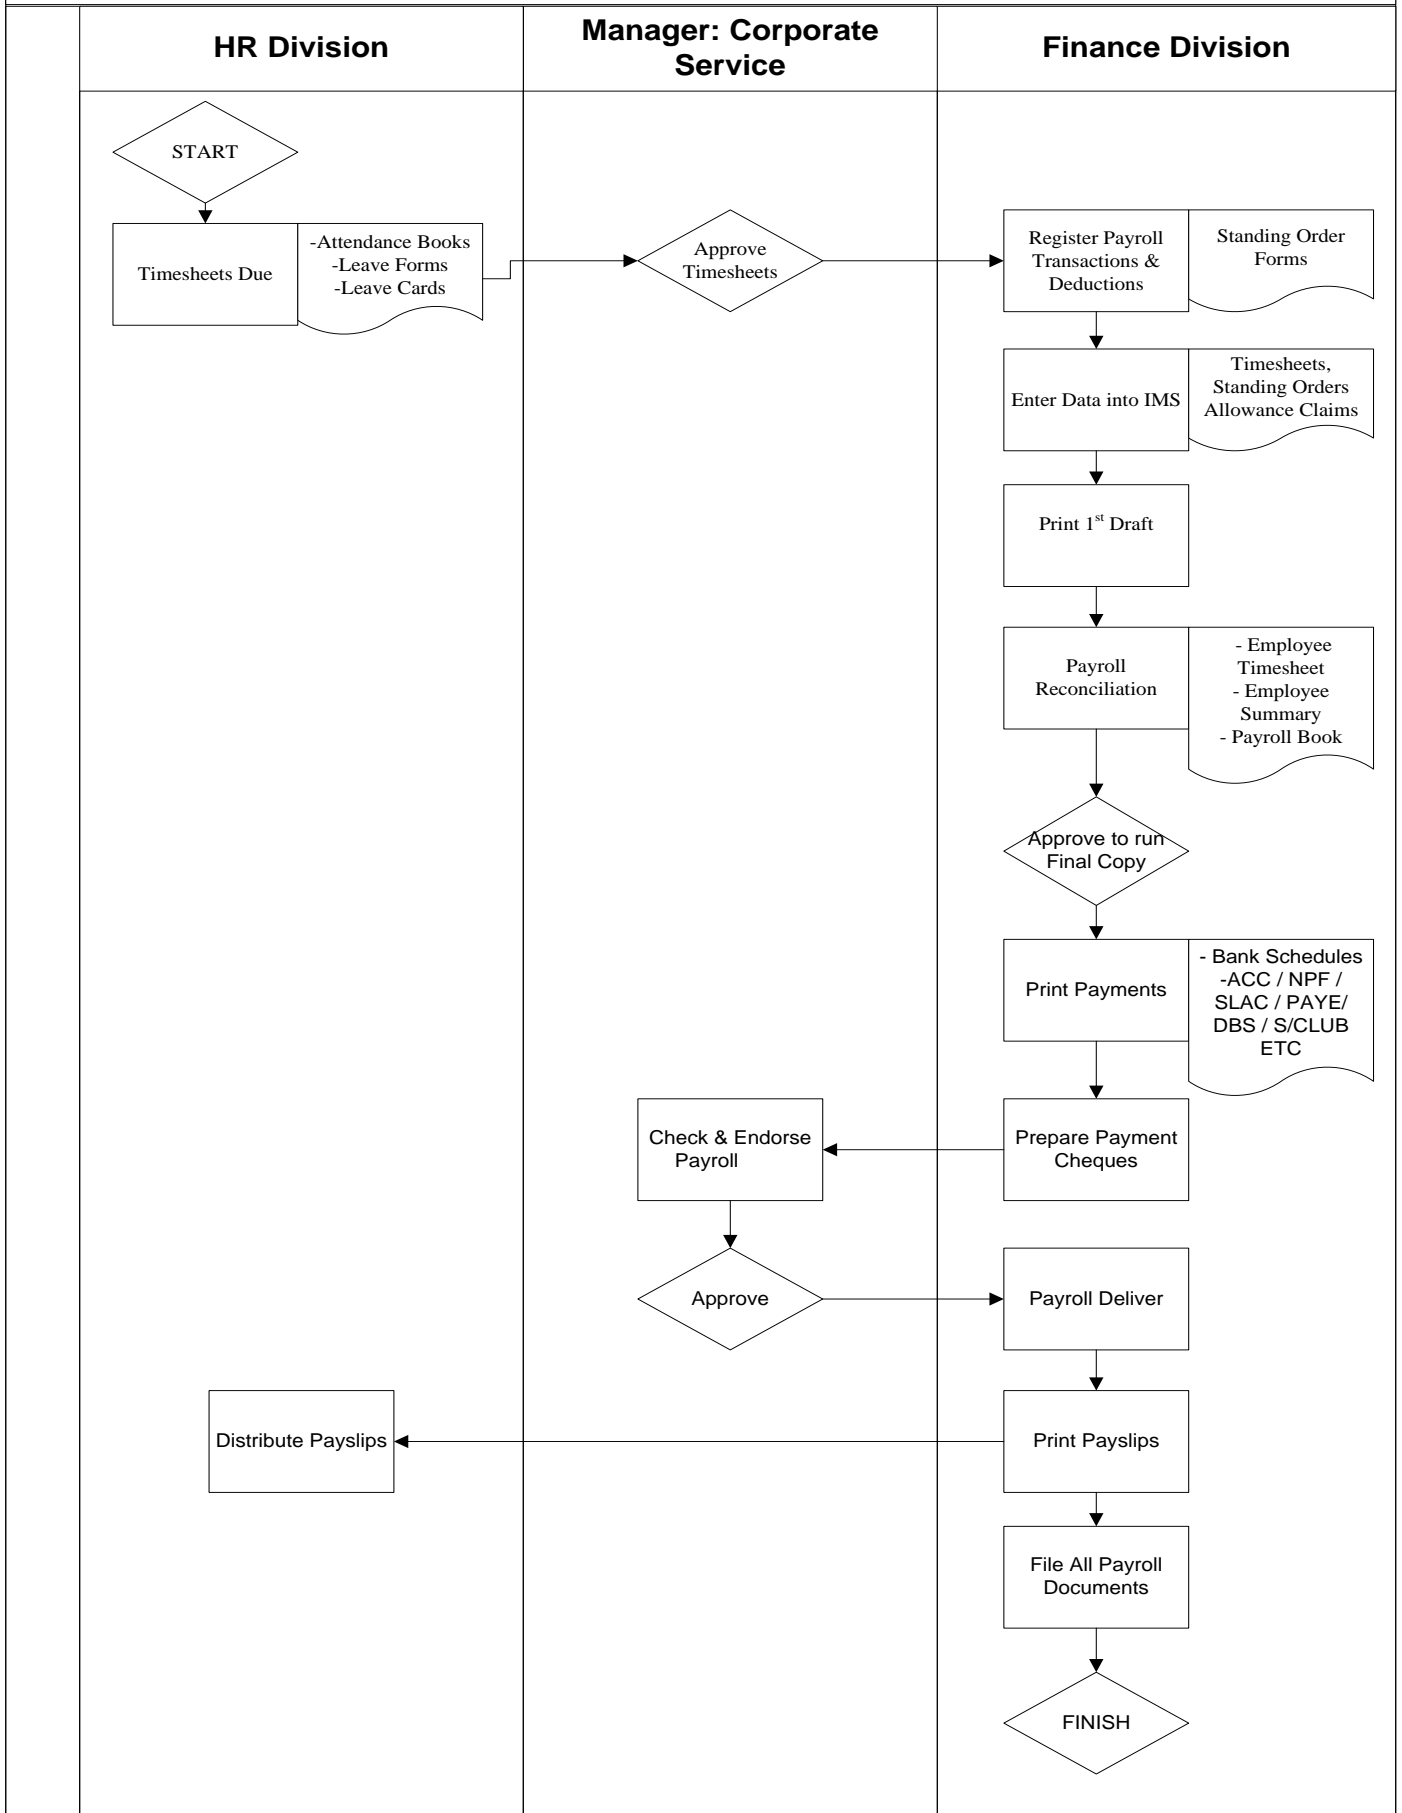 HR Division
Manager: Corporate
Service
Finance Division
START
Timesheets Due
-Attendance Books
-Leave Forms
-Leave Cards
Approve
Timesheets
Register Payroll
Transactions &
Deductions
Standing Order
Forms
Enter Data into IMS
Timesheets,
Standing Orders
Allowance Claims
Print 1st Draft
Payroll
Reconciliation
- Employee
Timesheet
- Employee
Summary
- Payroll Book
Approve to run
Final Copy
Print Payments
- Bank Schedules
-ACC / NPF /
SLAC / PAYE/
DBS / S/CLUB
ETC
Prepare Payment
Cheques
Check & Endorse
Payroll
Approve
Payroll Deliver
Print Payslips
Distribute Payslips
File All Payroll
Documents
FINISH